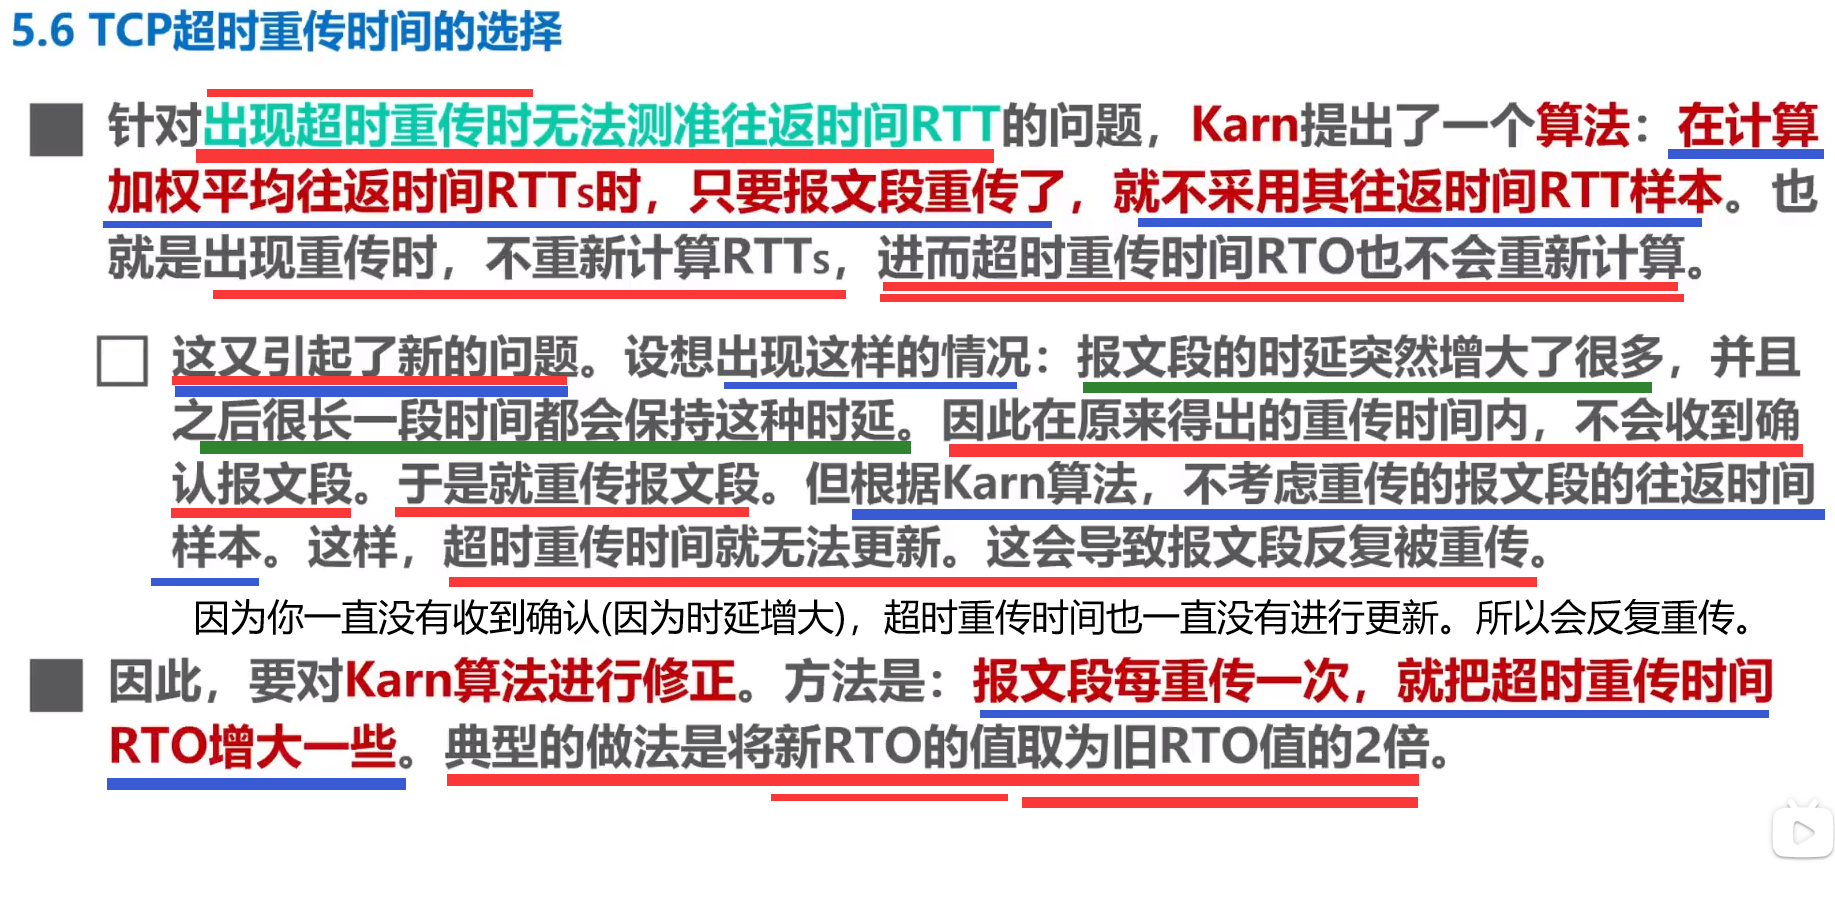 5.6 TCP超时重传时间的选择
针对出现超时重传时无法测准往返时间RTT的问题，Karn提出了一个算法：在计算
加权平均往返时间RTTs时，只要报文段重传了，就不采用其往返时间RTT样本。也
就是出现重传时，不重新计算RTTs，进而超时重传时间RTO也不会重新计算。
这又引起了新的问题。设想出现这样的情况：报文段的时延突然增大了很多，并且
之后很长一段时间都会保持这种时延。因此在原来得出的重传时间内，不会收到确
认报文段。于是就重传报文段。但根据Karn算法，不考虑重传的报文段的往返时间
样本。这样，超时重传时间就无法更新。这会导致报文段反复被重传。
因为你一直没有收到确认(因为时延增大)，超时重传时间也一直没有进行更新。所以会反复重传。
因此，要对Karn算法进行修正。方法是：报文段每重传一次，就把超时重传时间
RTO增大一些。典型的做法是将新RTO的值取为旧RTO值的2倍。